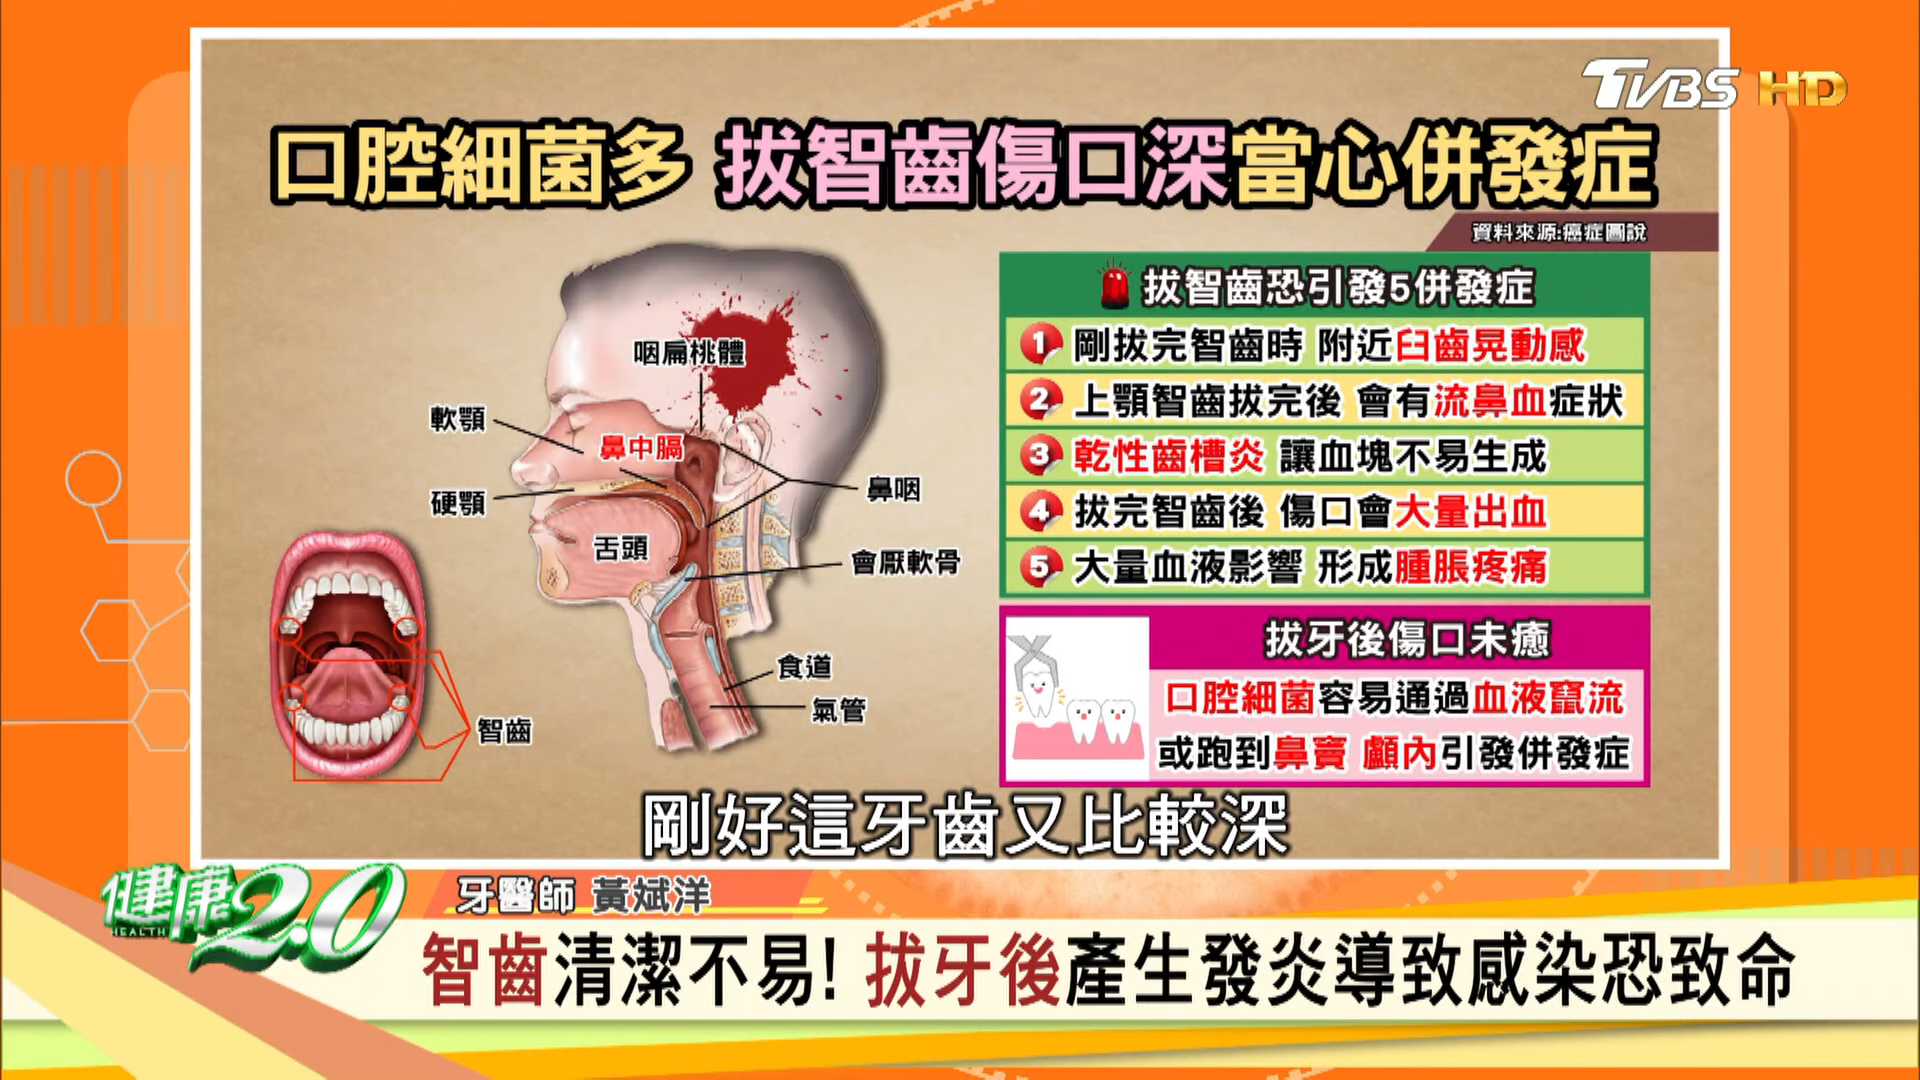 TVBS HD
口腔細菌多 拔智齒傷口深當心併發症
資料來源:癌症圖說
咽扁桃體
軟顎
鼻中膈
硬顎
鼻咽
舌頭
會厭軟骨
食道
氣管
智齒
拔智齒恐引發5併發症
1 剛拔完智齒時 附近臼齒晃動感
2 上顎智齒拔完後 會有流鼻血症狀
3 乾性齒槽炎 讓血塊不易生成
4 拔完智齒後 傷口會大量出血
5 大量血液影響 形成腫脹疼痛
拔牙後傷口未癒
口腔細菌容易通過血液竄流
或跑到鼻竇 顱內引發併發症
剛好這牙齒又比較深
健康2.0
HEALTH
牙醫師 黃斌洋
智齒清潔不易! 拔牙後產生發炎導致感染恐致命